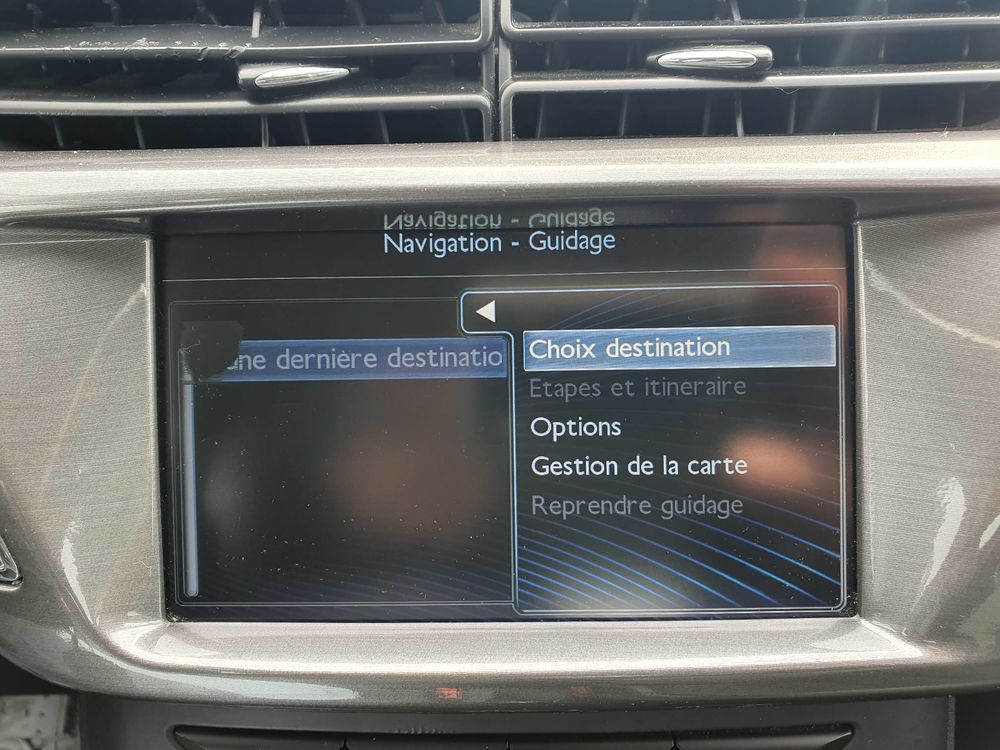 Navigation - Guidage
dernière destinatio
Choix destination
Etapes et itineraire
Options
Gestion de la carte
Reprendre guidage